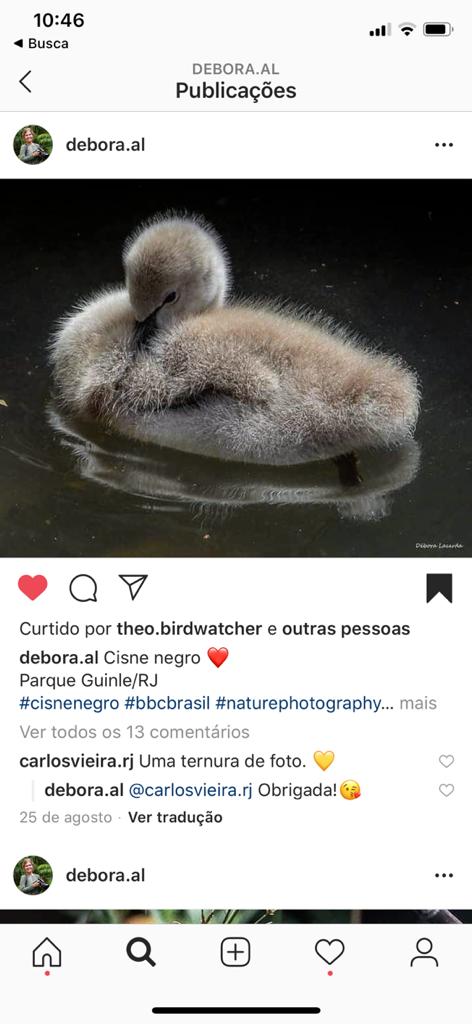 10:46
◀ Busca
DEBORA.AL
Publicações
debora.al
Débora Lacerda
Curtido por theo.birdwatcher e outras pessoas
debora.al Cisne negro ❤️
Parque Guinle/RJ
#cisnenegro #bbcbrasil #naturephotography... mais
Ver todos os 13 comentários
carlosvieira.rj Uma ternura de foto. 💛
debora.al @carlosvieira.rj Obrigada!😘
25 de agosto · Ver tradução
debora.al